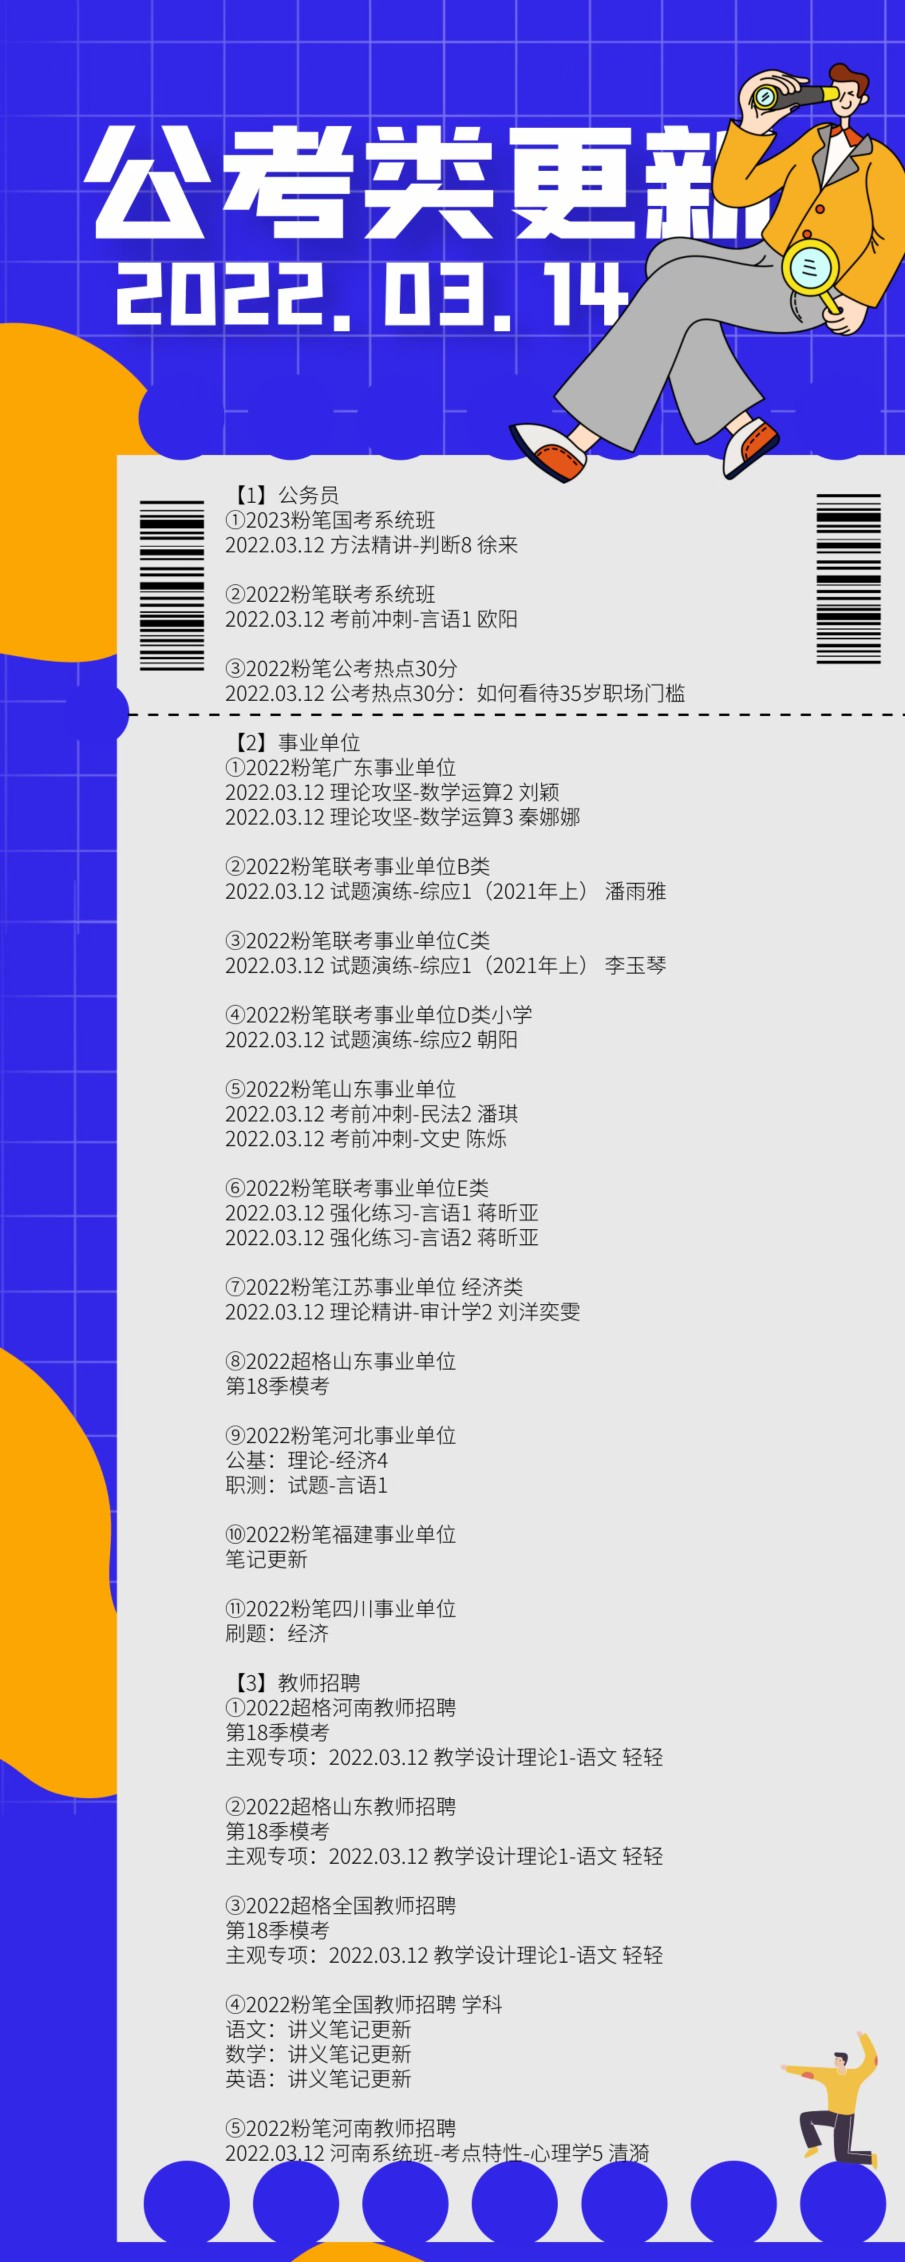 公考类更新
2022. 03. 14
【1】公务员
①2023粉笔国考系统班
2022.03.12 方法精讲-判断8 徐来
②2022粉笔联考系统班
2022.03.12 考前冲刺-言语1 欧阳
③2022粉笔公考热点30分
2022.03.12 公考热点30分：如何看待35岁职场门槛
【2】事业单位
①2022粉笔广东事业单位
2022.03.12 理论攻坚-数学运算2 刘颖
2022.03.12 理论攻坚-数学运算3 秦娜娜
②2022粉笔联考事业单位B类
2022.03.12 试题演练-综应1（2021年上） 潘雨雅
③2022粉笔联考事业单位C类
2022.03.12 试题演练-综应1（2021年上） 李玉琴
④2022粉笔联考事业单位D类小学
2022.03.12 试题演练-综应2 朝阳
⑤2022粉笔山东事业单位
2022.03.12 考前冲刺-民法2 潘琪
2022.03.12 考前冲刺-文史 陈烁
⑥2022粉笔联考事业单位E类
2022.03.12 强化练习-言语1 蒋昕亚
2022.03.12 强化练习-言语2 蒋昕亚
⑦2022粉笔江苏事业单位 经济类
2022.03.12 理论精讲-审计学2 刘洋奕雯
⑧2022超格山东事业单位
第18季模考
⑨2022粉笔河北事业单位
公基：理论-经济4
职测：试题-言语1
⑩2022粉笔福建事业单位
笔记更新
⑪2022粉笔四川事业单位
刷题：经济
【3】教师招聘
①2022超格河南教师招聘
第18季模考
主观专项：2022.03.12 教学设计理论1-语文 轻轻
②2022超格山东教师招聘
第18季模考
主观专项：2022.03.12 教学设计理论1-语文 轻轻
③2022超格全国教师招聘
第18季模考
主观专项：2022.03.12 教学设计理论1-语文 轻轻
④2022粉笔全国教师招聘 学科
语文：讲义笔记更新
数学：讲义笔记更新
英语：讲义笔记更新
⑤2022粉笔河南教师招聘
2022.03.12 河南系统班-考点特性-心理学5 清漪